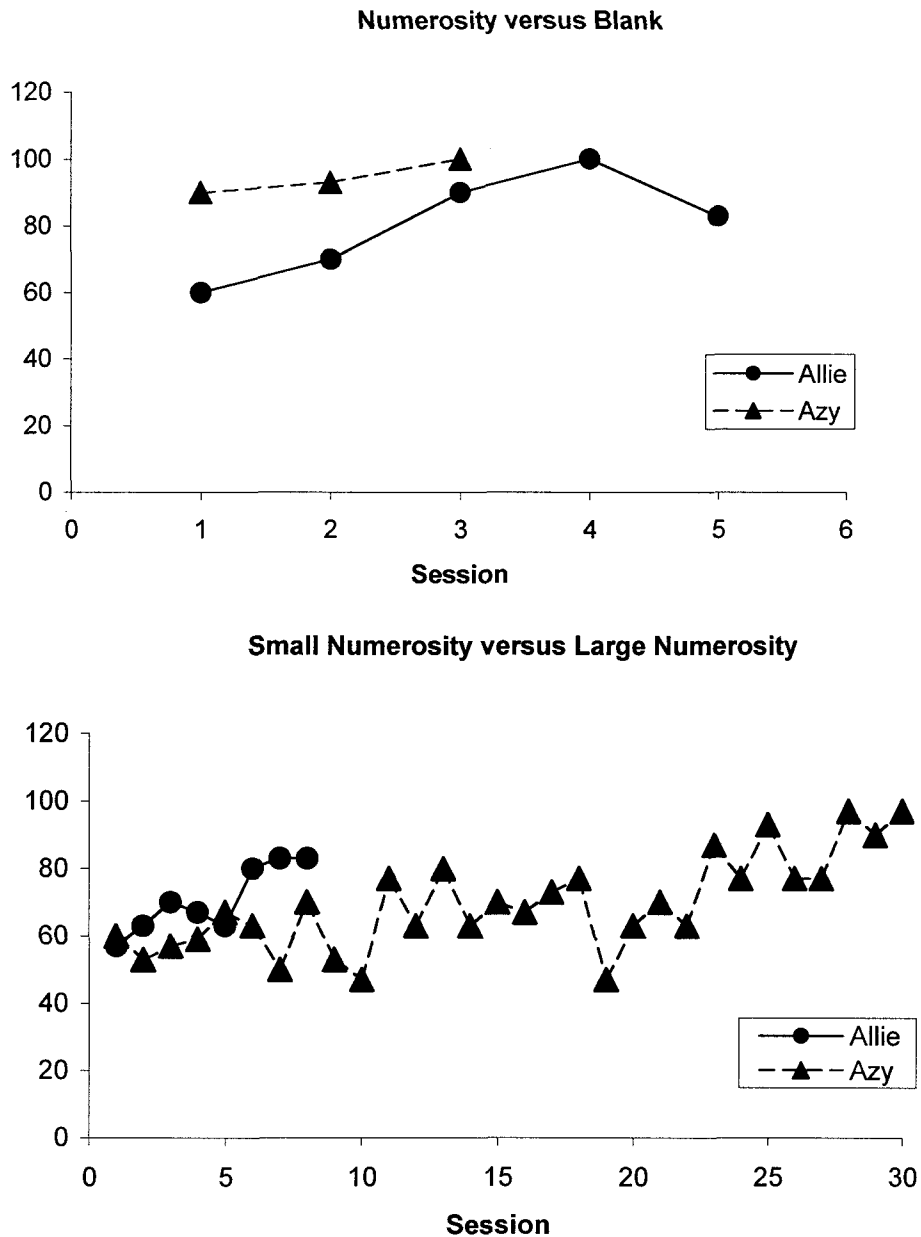 Numerosity versus Blank
120
100
80
60
40
20
0
0 1 2 3 4 5 6
Session
Allie
Azy
Small Numerosity versus Large Numerosity
120
100
80
60
40
20
0
0 5 10 15 20 25 30
Session
Allie
Azy